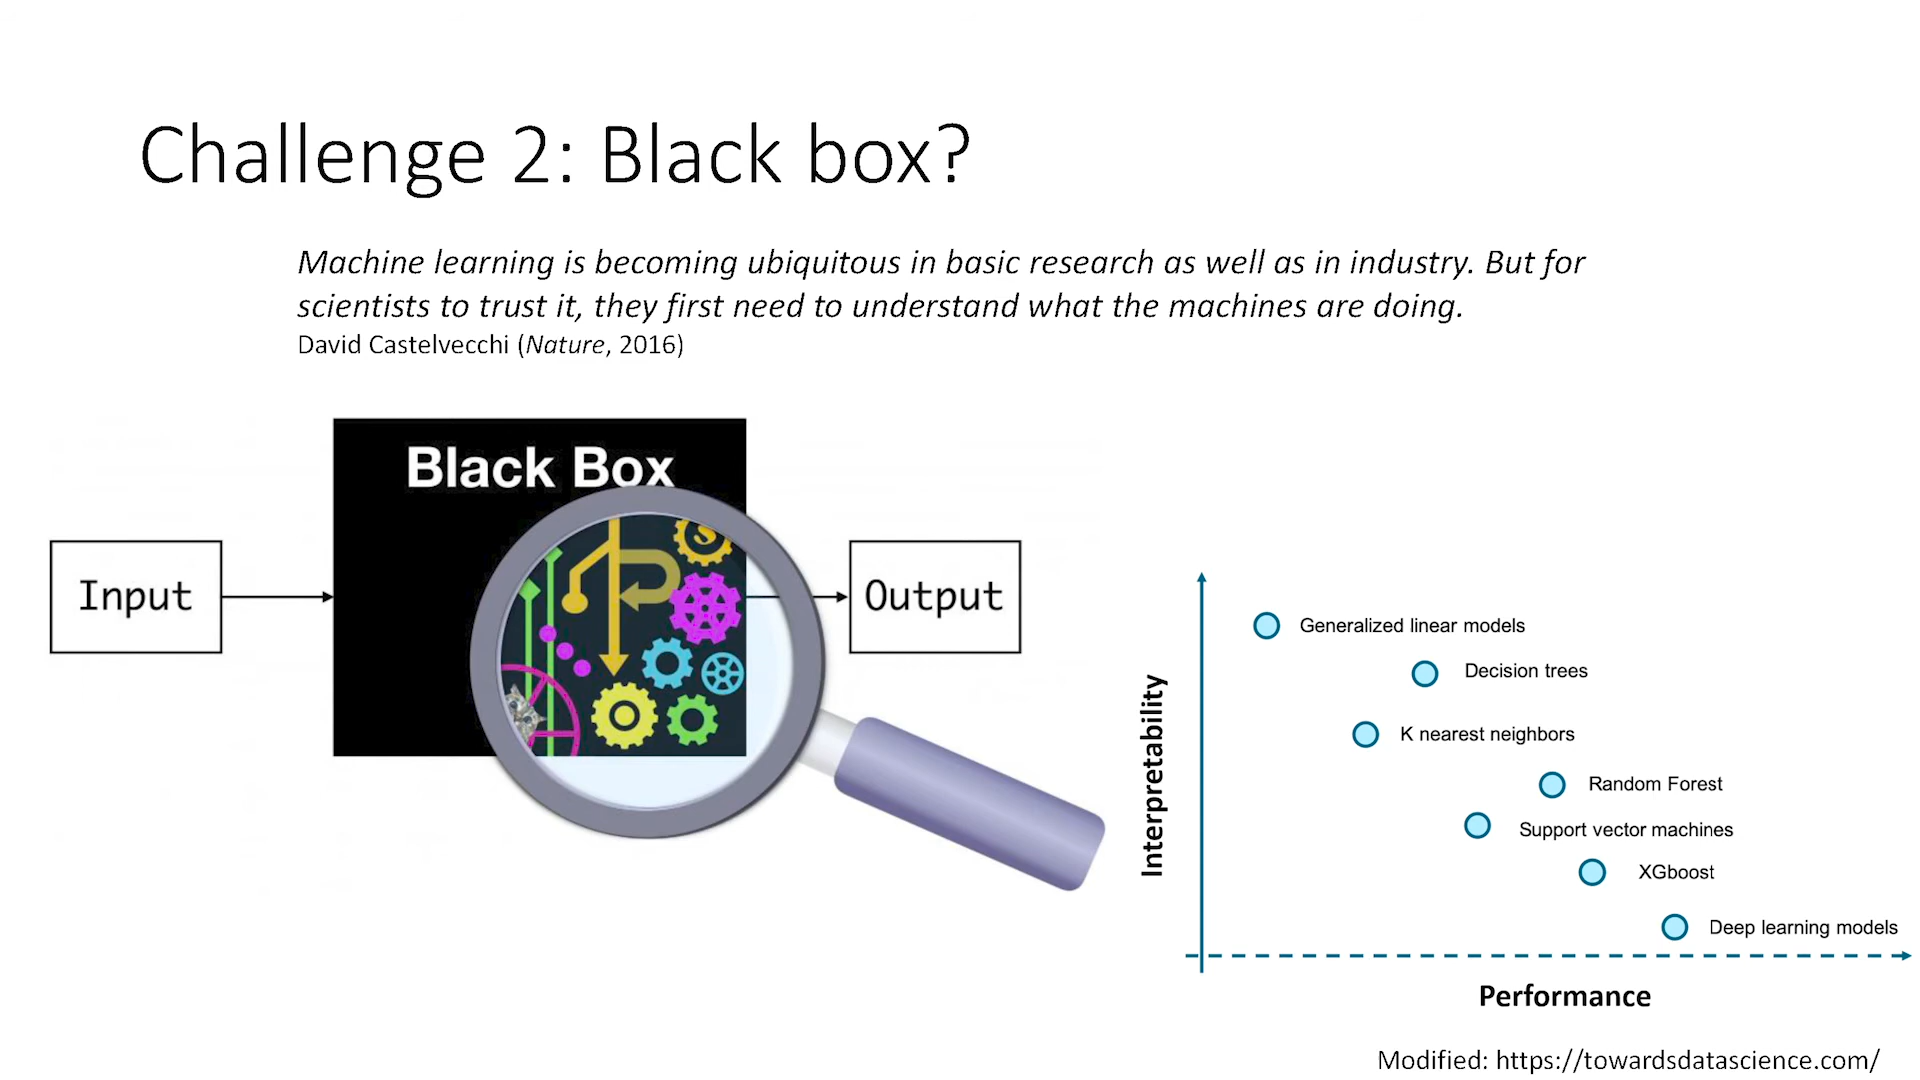 Challenge 2: Black box?
Machine learning is becoming ubiquitous in basic research as well as in industry. But for
scientists to trust it, they first need to understand what the machines are doing.
David Castelvecchi (Nature, 2016)
Black Box
Input
Output
Interpretability
Generalized linear models
Decision trees
K nearest neighbors
Random Forest
Support vector machines
XGboost
Deep learning models
Performance
Modified: https://towardsdatascience.com/